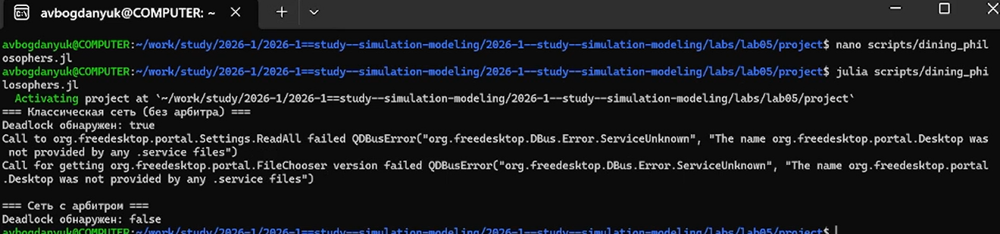 avbogdanyuk@COMPUTER: ~
avbogdanyuk@COMPUTER:~/work/study/2026-1/2026-1==study--simulation-modeling/2026-1--study--simulation-modeling/labs/lab05/project$ nano scripts/dining_phil
osophers.jl
avbogdanyuk@COMPUTER:~/work/study/2026-1/2026-1==study--simulation-modeling/2026-1--study--simulation-modeling/labs/lab05/project$ julia scripts/dining_phi
losophers.jl
Activating project at `~/work/study/2026-1/2026-1==study--simulation-modeling/2026-1--study--simulation-modeling/labs/lab05/project`
=== Классическая сеть (без арбитра) ===
Deadlock обнаружен: true
Call to org.freedesktop.portal.Settings.ReadAll failed QDBusError("org.freedesktop.DBus.Error.ServiceUnknown", "The name org.freedesktop.portal.Desktop was
not provided by any .service files")
Call for getting org.freedesktop.portal.FileChooser version failed QDBusError("org.freedesktop.DBus.Error.ServiceUnknown", "The name org.freedesktop.portal
.Desktop was not provided by any .service files")
=== Сеть с арбитром ===
Deadlock обнаружен: false
avbogdanyuk@COMPUTER:~/work/study/2026-1/2026-1==study--simulation-modeling/2026-1--study--simulation-modeling/labs/lab05/project$